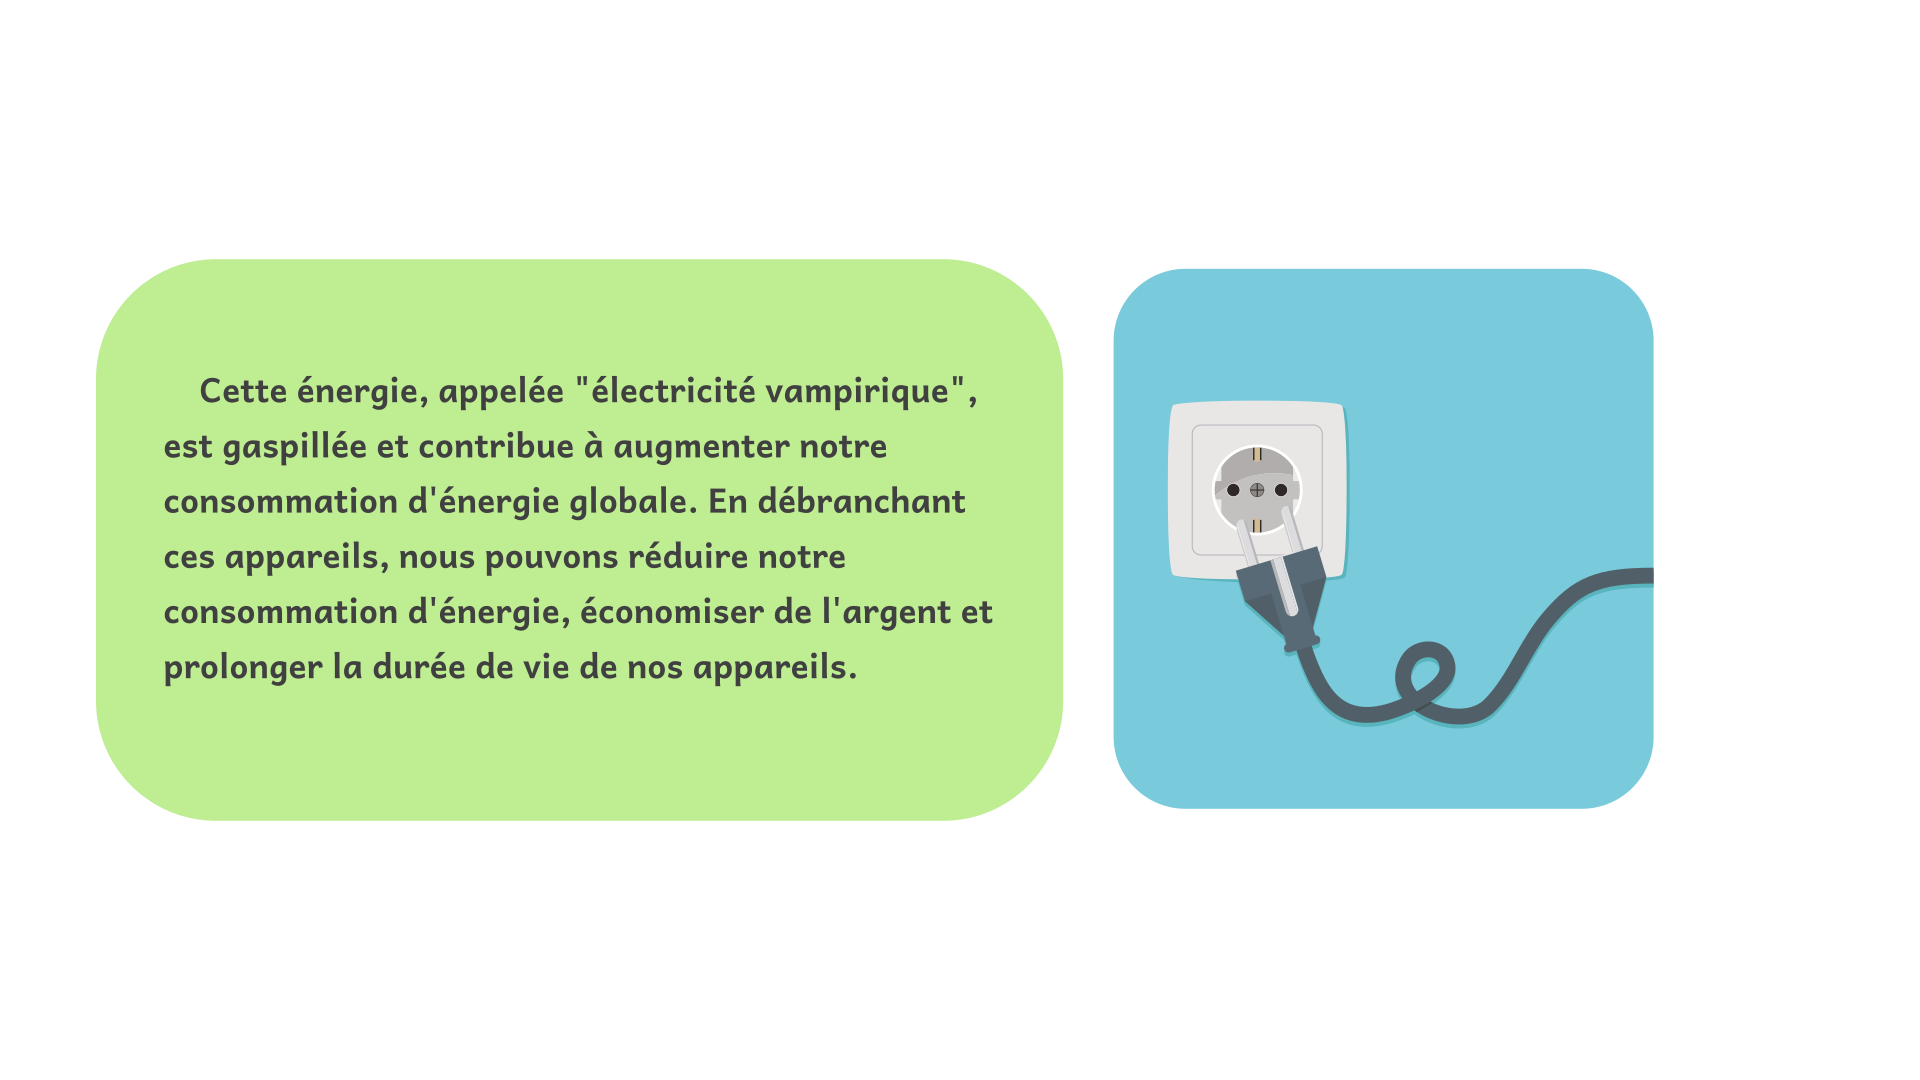 Cette énergie, appelée "électricité vampirique",
est gaspillée et contribue à augmenter notre
consommation d'énergie globale. En débranchant
ces appareils, nous pouvons réduire notre
consommation d'énergie, économiser de l'argent et
prolonger la durée de vie de nos appareils.